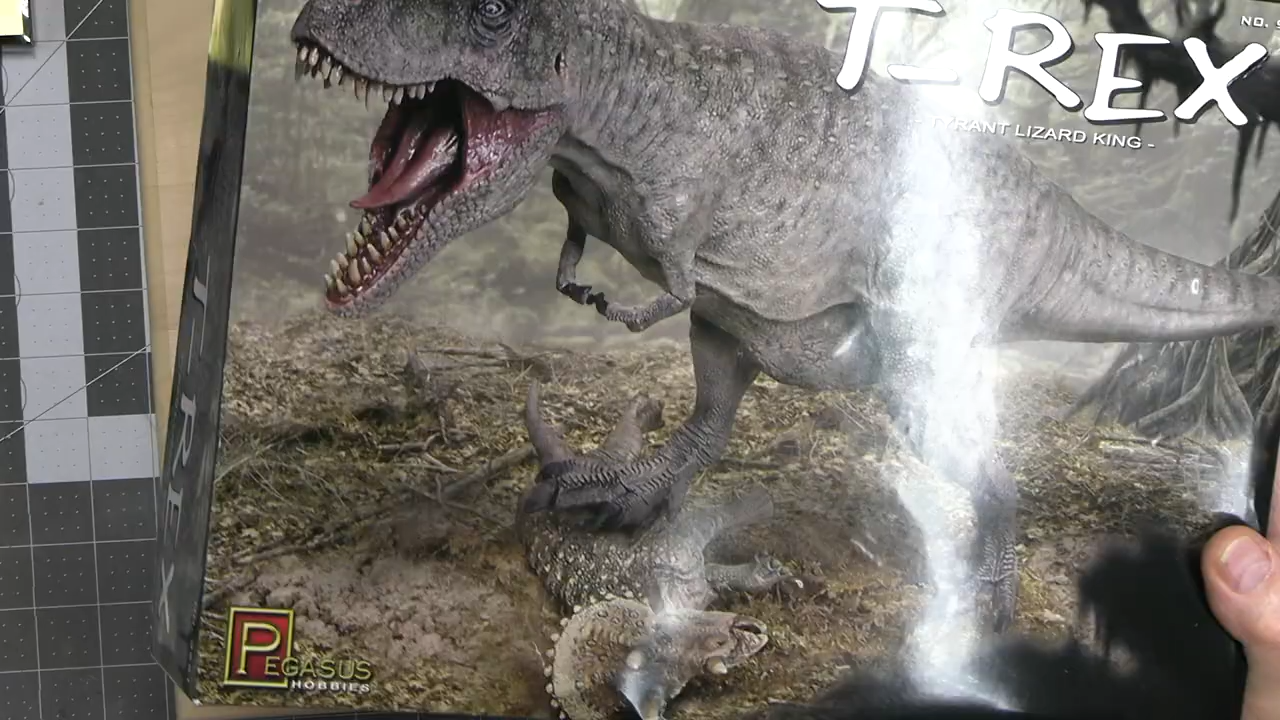 T-REX
TYRANT LIZARD KING -
NO.
T-REX
PEGASUS
HOBBIES